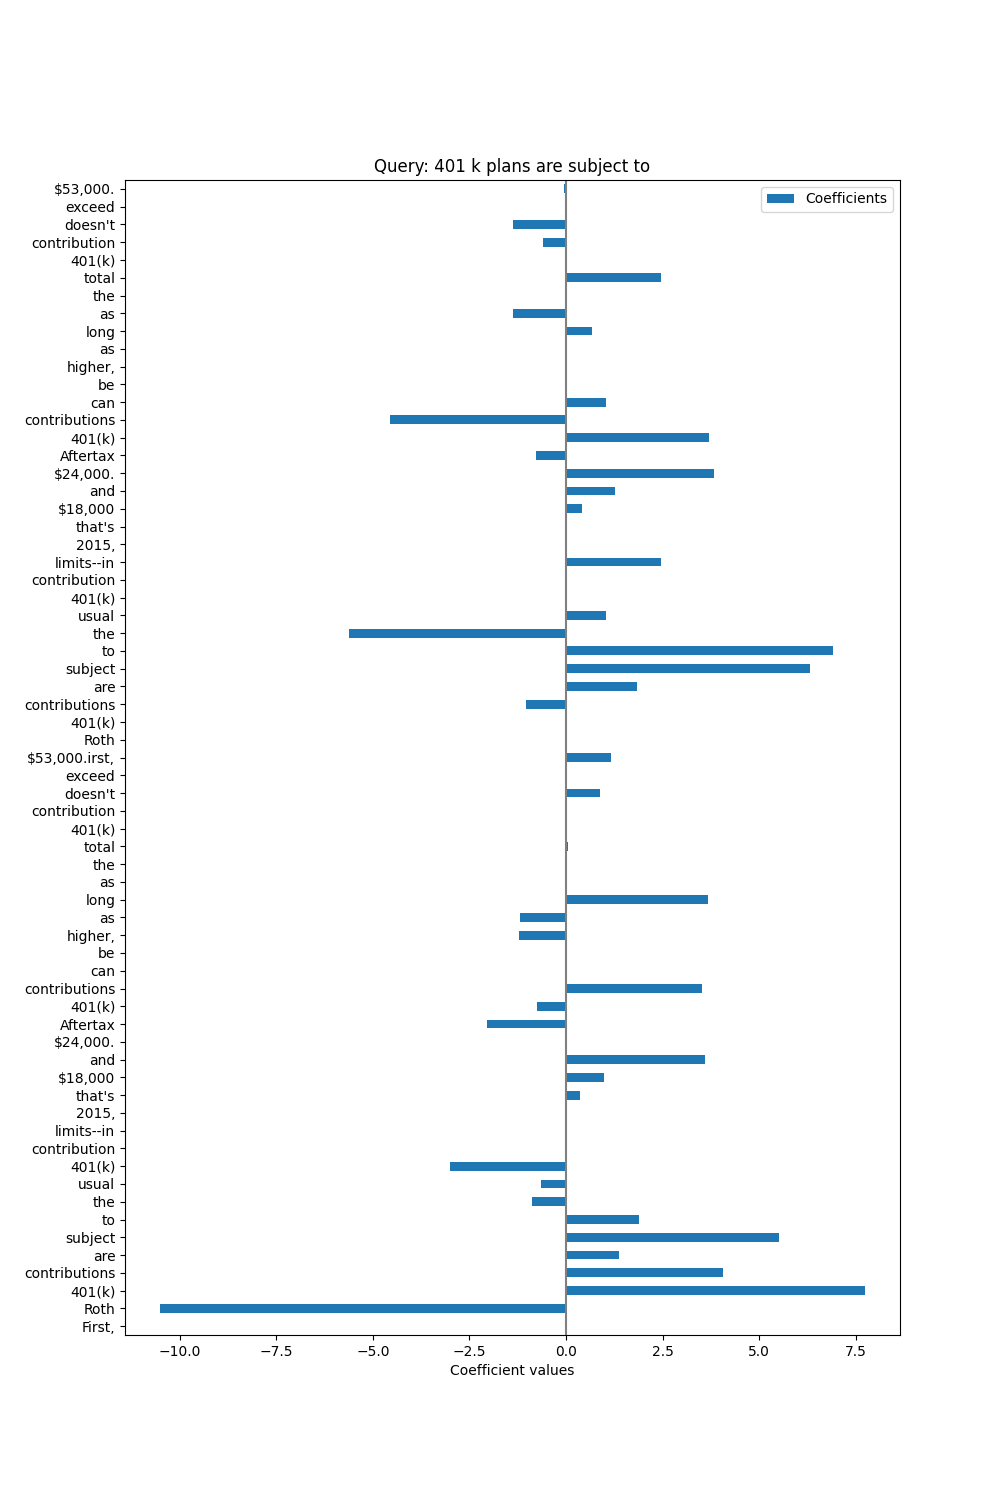 Query: 401 k plans are subject to
Coefficients
$53,000.
exceed
doesn't
contribution
401(k)
total
the
as
long
as
higher,
be
can
contributions
401(k)
Aftertax
$24,000.
and
$18,000
that's
2015,
limits--in
contribution
401(k)
usual
the
to
subject
are
contributions
401(k)
Roth
$53,000.irst,
exceed
doesn't
contribution
401(k)
total
the
as
long
as
higher,
be
can
contributions
401(k)
Aftertax
$24,000.
and
$18,000
that's
2015,
limits--in
contribution
401(k)
usual
the
to
subject
are
contributions
401(k)
Roth
First,
−10.0 −7.5 −5.0 −2.5 0.0 2.5 5.0 7.5
Coefficient values